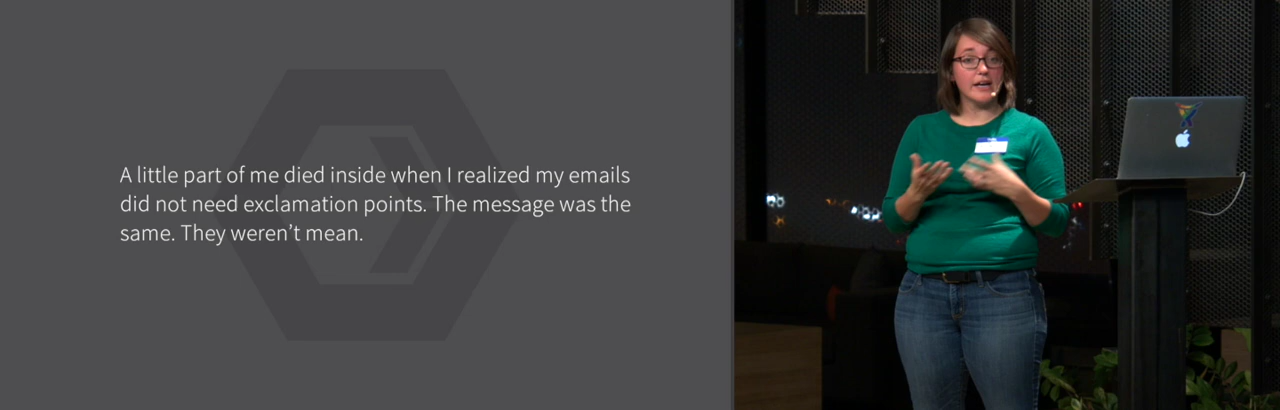 A little part of me died inside when I realized my emails
did not need exclamation points. The message was the
same. They weren’t mean.